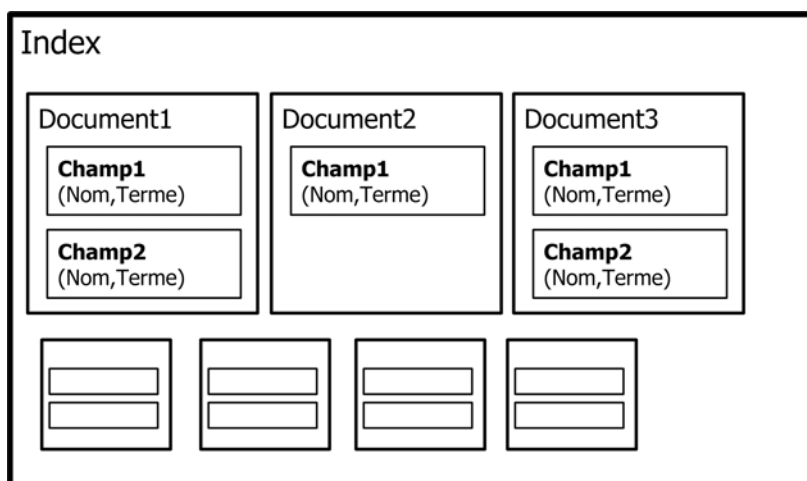 Index
Document1
Champ1
(Nom,Terme)
Champ2
(Nom,Terme)
Document2
Champ1
(Nom,Terme)
Document3
Champ1
(Nom,Terme)
Champ2
(Nom,Terme)